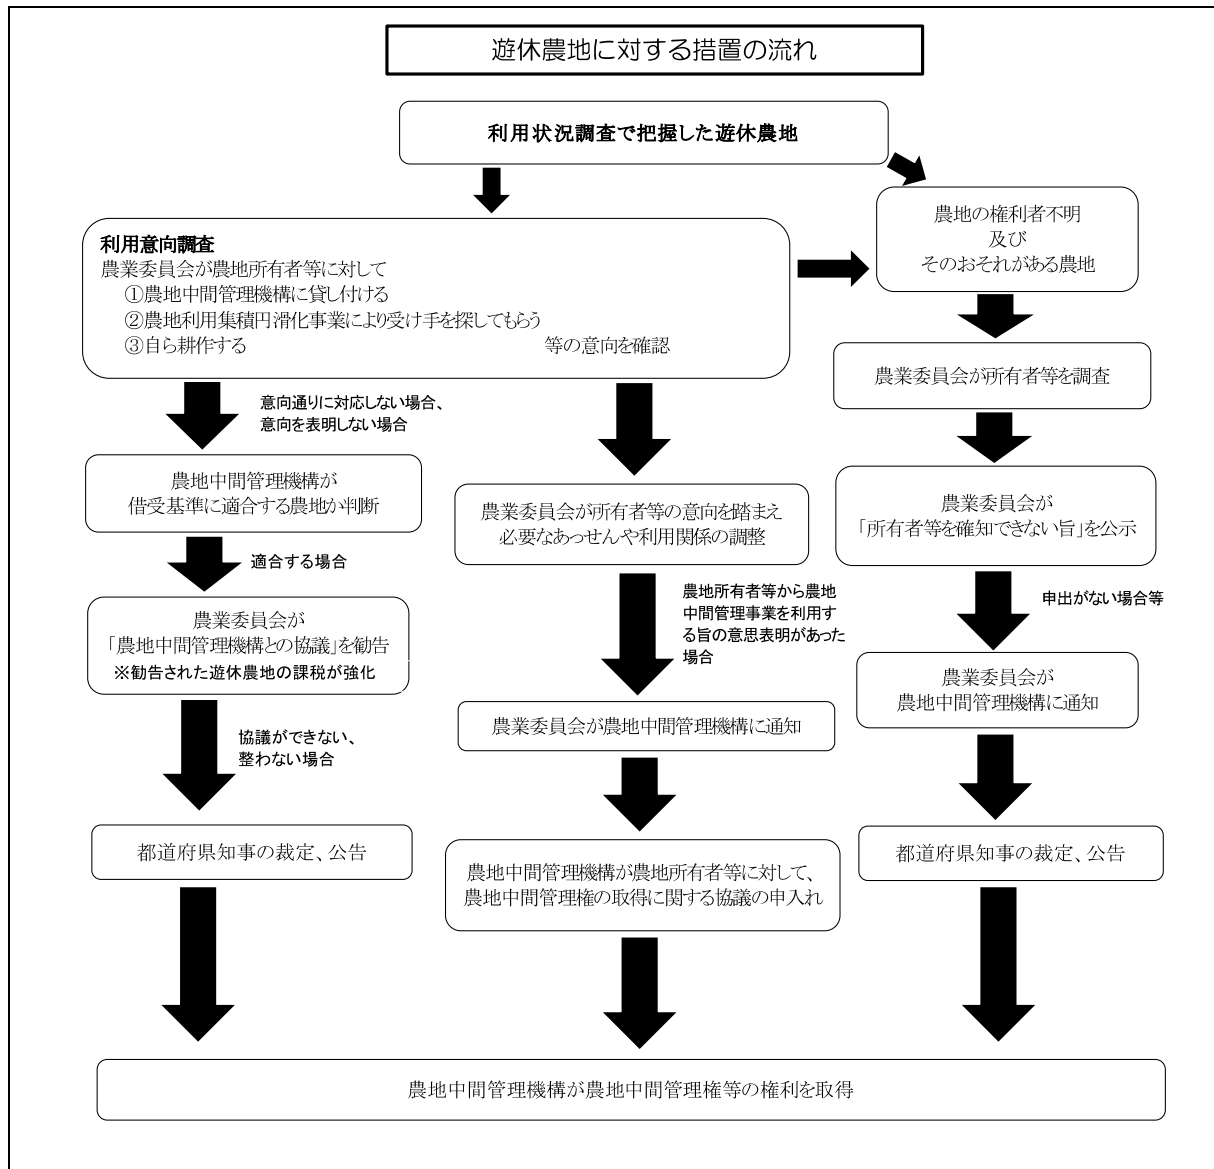 遊休農地に対する措置の流れ
利用状況調査で把握した遊休農地
農地の権利者不明
及び
そのおそれがある農地
利用意向調査
農業委員会が農地所有者等に対して
①農地中間管理機構に貸し付ける
②農地利用集積円滑化事業により受け手を探してもらう
③自ら耕作する 等の意向を確認
農業委員会が所有者等を調査
意向通りに対応しない場合、
意向を表明しない場合
農地中間管理機構が
借受基準に適合する農地か判断
農業委員会が所有者等の意向を踏まえ
必要なあっせんや利用関係の調整
農業委員会が
「所有者等を確知できない旨」を公示
適合する場合
農地所有者等から農地
中間管理事業を利用す
る旨の意思表明があった
場合
申出がない場合等
農業委員会が
「農地中間管理機構との協議」を勧告
※勧告された遊休農地の課税が強化
農業委員会が
農地中間管理機構に通知
農業委員会が農地中間管理機構に通知
協議ができない、
整わない場合
都道府県知事の裁定、公告
農地中間管理機構が農地所有者等に対して、
農地中間管理権の取得に関する協議の申入れ
都道府県知事の裁定、公告
農地中間管理機構が農地中間管理権等の権利を取得